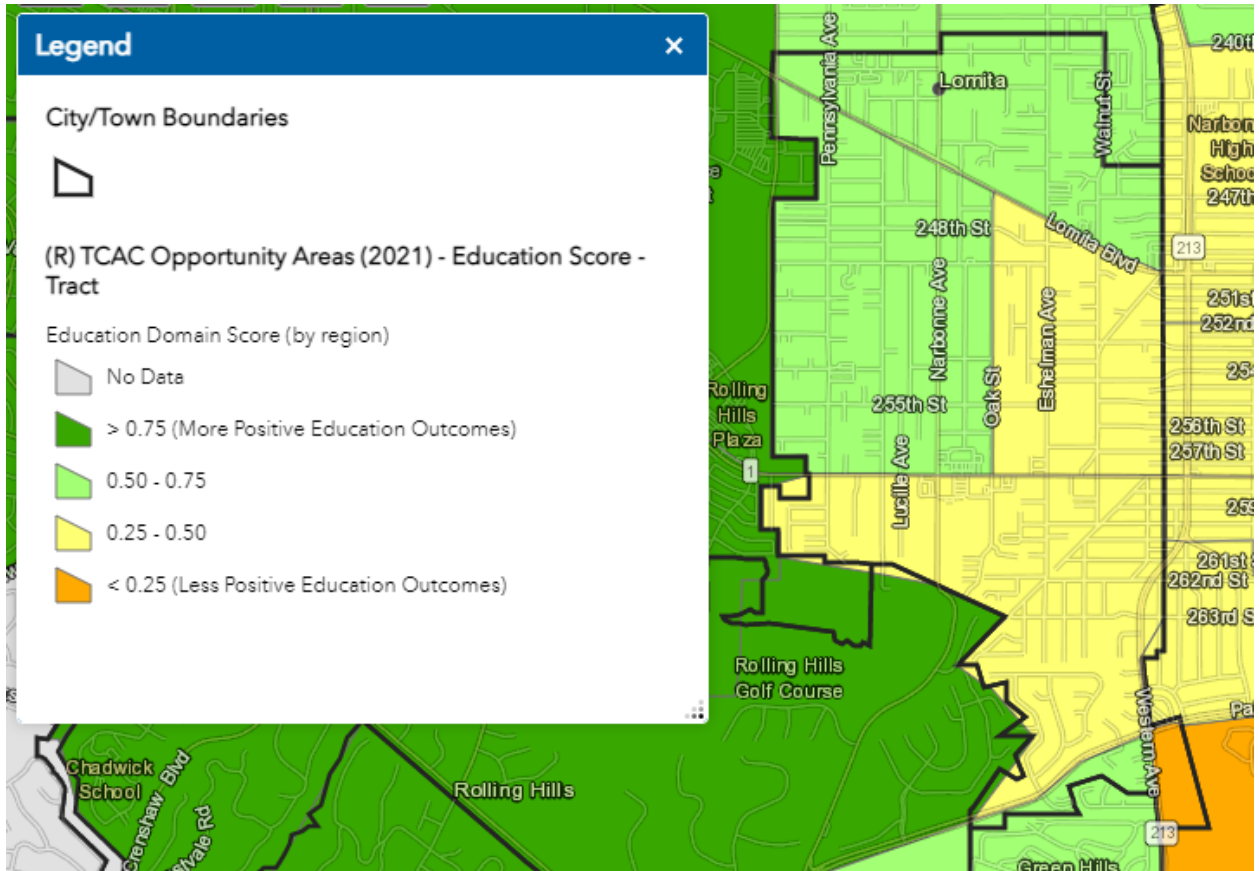 Legend
×
City/Town Boundaries
(R) TCAC Opportunity Areas (2021) - Education Score -
Tract
Education Domain Score (by region)
No Data
> 0.75 (More Positive Education Outcomes)
0.50 - 0.75
0.25 - 0.50
< 0.25 (Less Positive Education Outcomes)
Pennsylvania Ave
Lomita
Walnut St
240th
Narbon
High
School
247th
248th St
Lomita Blvd
213
Narbonne Ave
Eshelman Ave
251st
252nd
Oak St
255th St
Rolling
Hills
Plaza
1
Lucille Ave
256th St
257th St
261st
262nd St
263rd S
Rolling Hills
Golf Course
Western Ave
Pa
Chadwick
School
Crenshaw Blvd
Rolling Hills
213
Green Hills